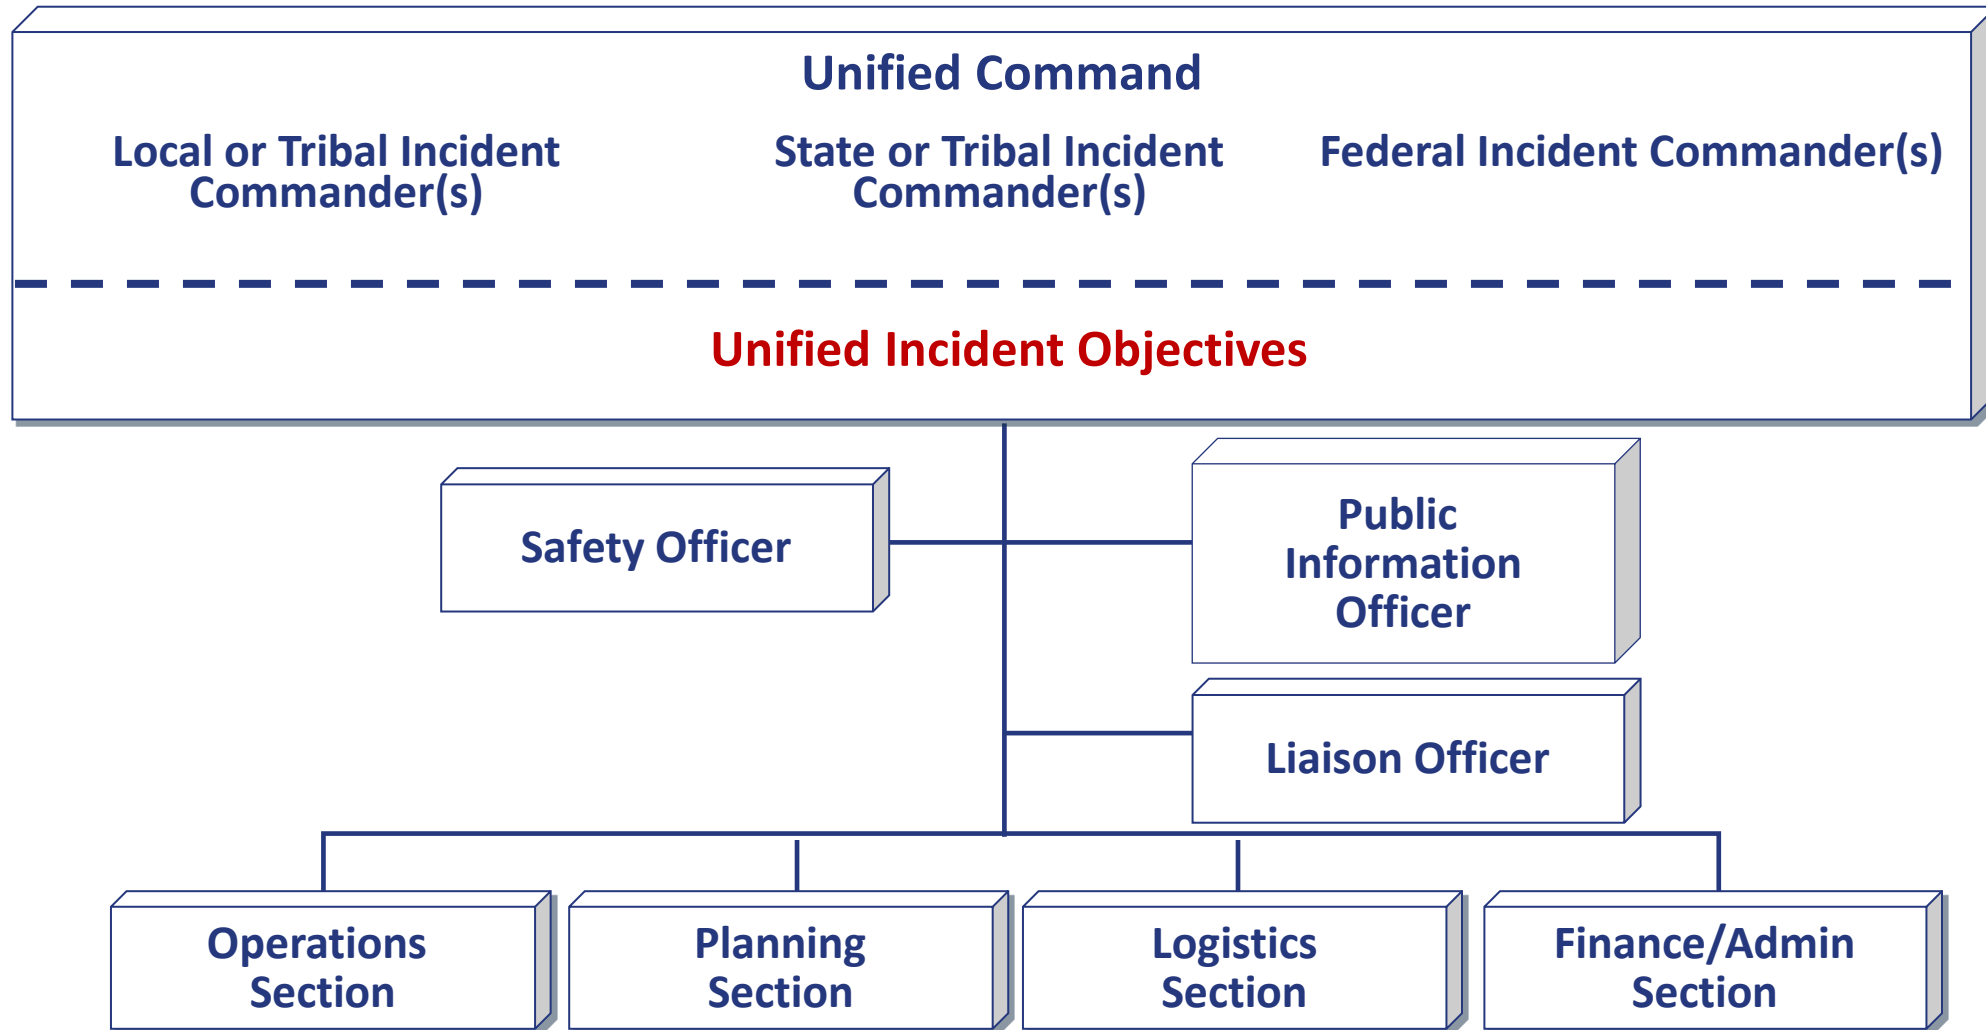 Unified Command
Local or Tribal Incident
Commander(s)
State or Tribal Incident
Commander(s)
Federal Incident Commander(s)
Unified Incident Objectives
Safety Officer
Public
Information
Officer
Liaison Officer
Operations
Section
Planning
Section
Logistics
Section
Finance/Admin
Section